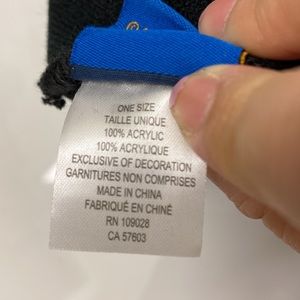 ONE SIZE
TAILLE UNIQUE
100% ACRYLIC
100% ACRYLIQUE
EXCLUSIVE OF DECORATION
GARNITURES NON COMPRISES
MADE IN CHINA
FABRIQUÉ EN CHINE
RN 109028
CA 57603